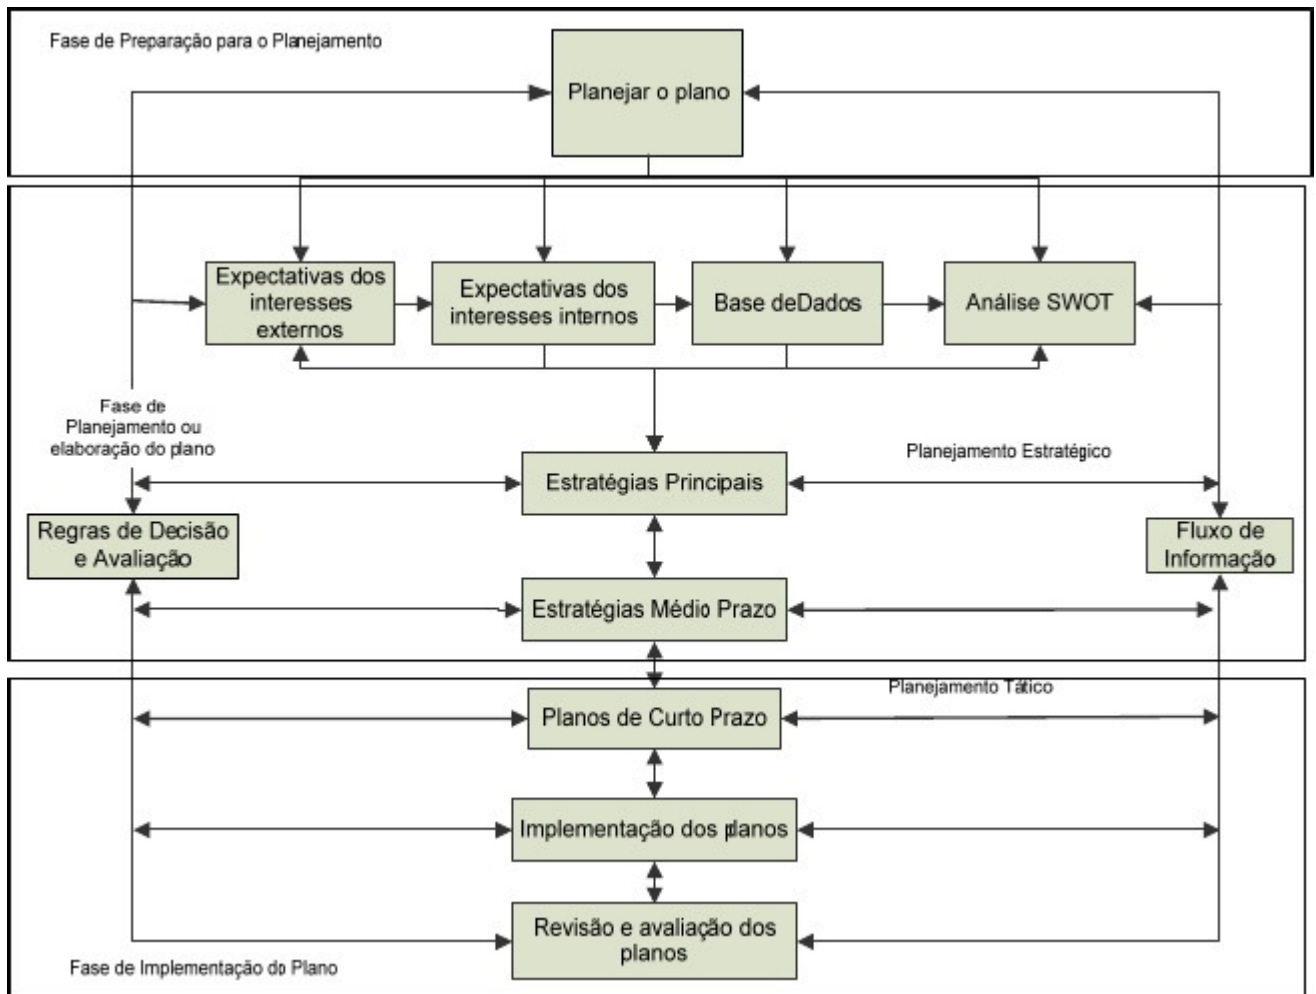 Fase de Preparação para o Planejamento
Planejar o plano
Expectativas dos
interesses
externos
Expectativas dos
interesses internos
Base deDados
Análise SWOT
Fase de
Planejamento ou
elaboração do plano
Planejamento Estratégico
Estratégias Principais
Regras de Decisão
e Avaliação
Fluxo de
Informação
Estratégias Médio Prazo
Planejamento Tático
Planos de Curto Prazo
Implementação dos planos
Revisão e avaliação dos
planos
Fase de Implementação do Plano